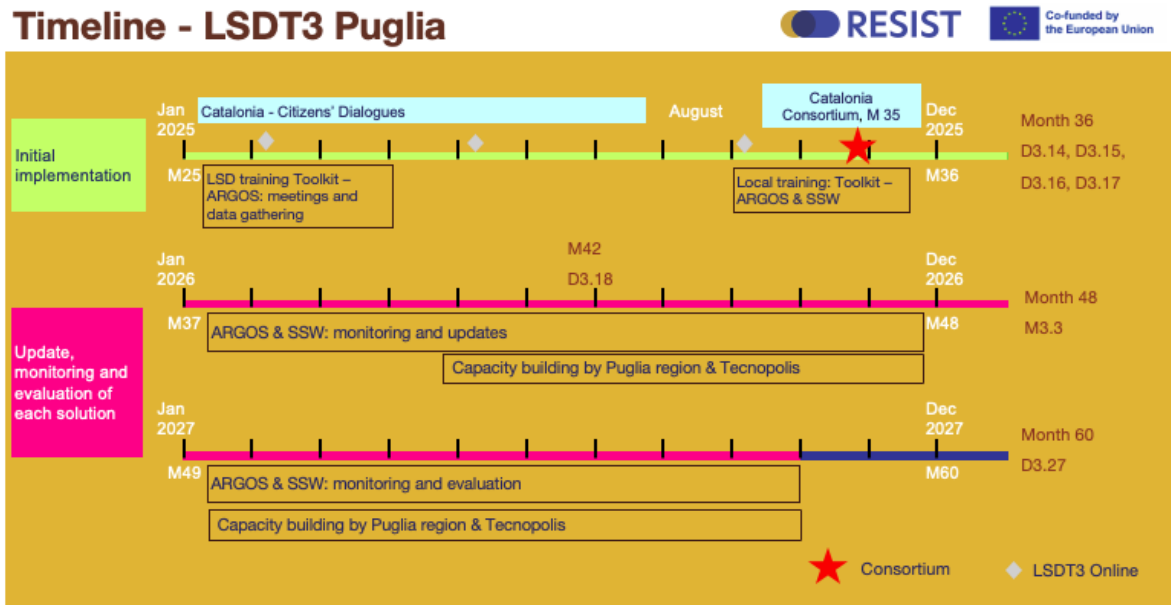 Timeline - LSDT3 Puglia
RESIST
Co-funded by
the European Union
Jan
2025
Catalonia - Citizens' Dialogues
August
Catalonia
Consortium, M 35
Dec
2025
Initial
implementation
M25
M36
LSD training Toolkit –
ARGOS: meetings and
data gathering
Local training: Toolkit –
ARGOS & SSW
Month 36
D3.14, D3.15,
D3.16, D3.17
Jan
2026
M42
D3.18
Dec
2026
M37
M48
Month 48
M3.3
ARGOS & SSW: monitoring and updates
Capacity building by Puglia region & Tecnopolis
Update,
monitoring and
evaluation of
each solution
Jan
2027
Dec
2027
M49
M60
Month 60
D3.27
ARGOS & SSW: monitoring and evaluation
Capacity building by Puglia region & Tecnopolis
Consortium
LSDT3 Online